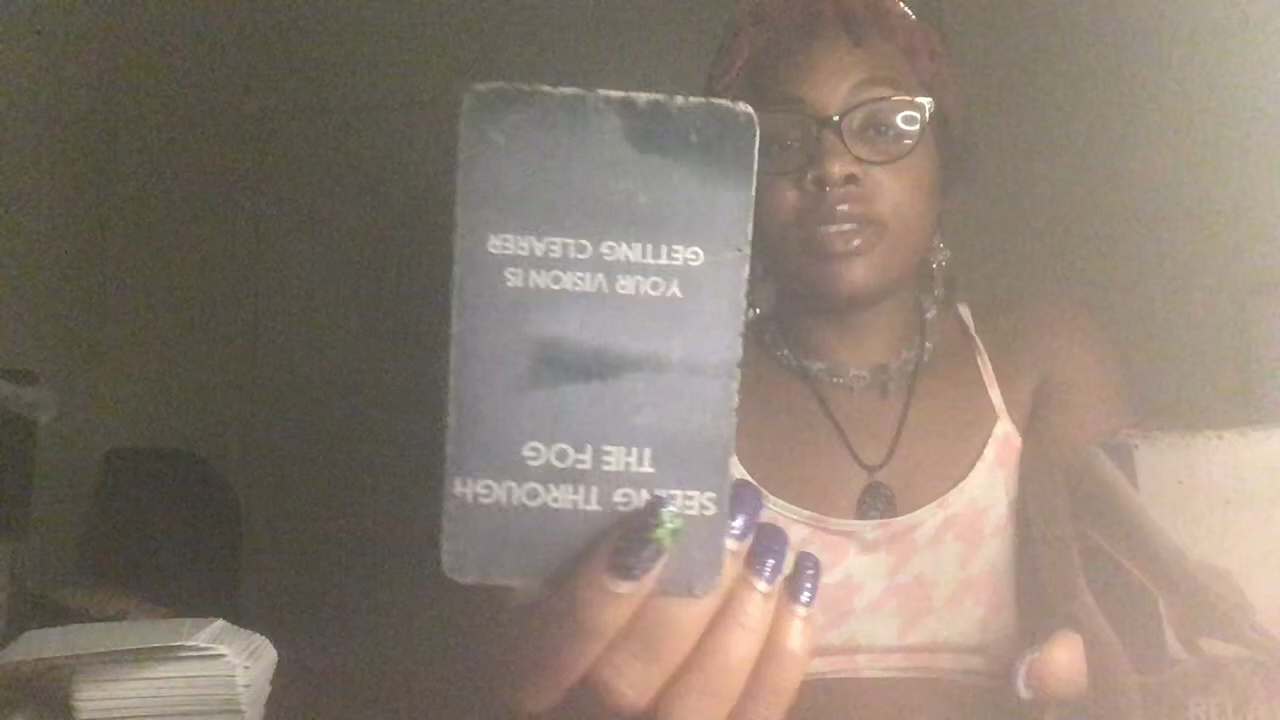 SEEING THROUGH
THE FOG
YOUR VISION IS
GETTING CLEARER